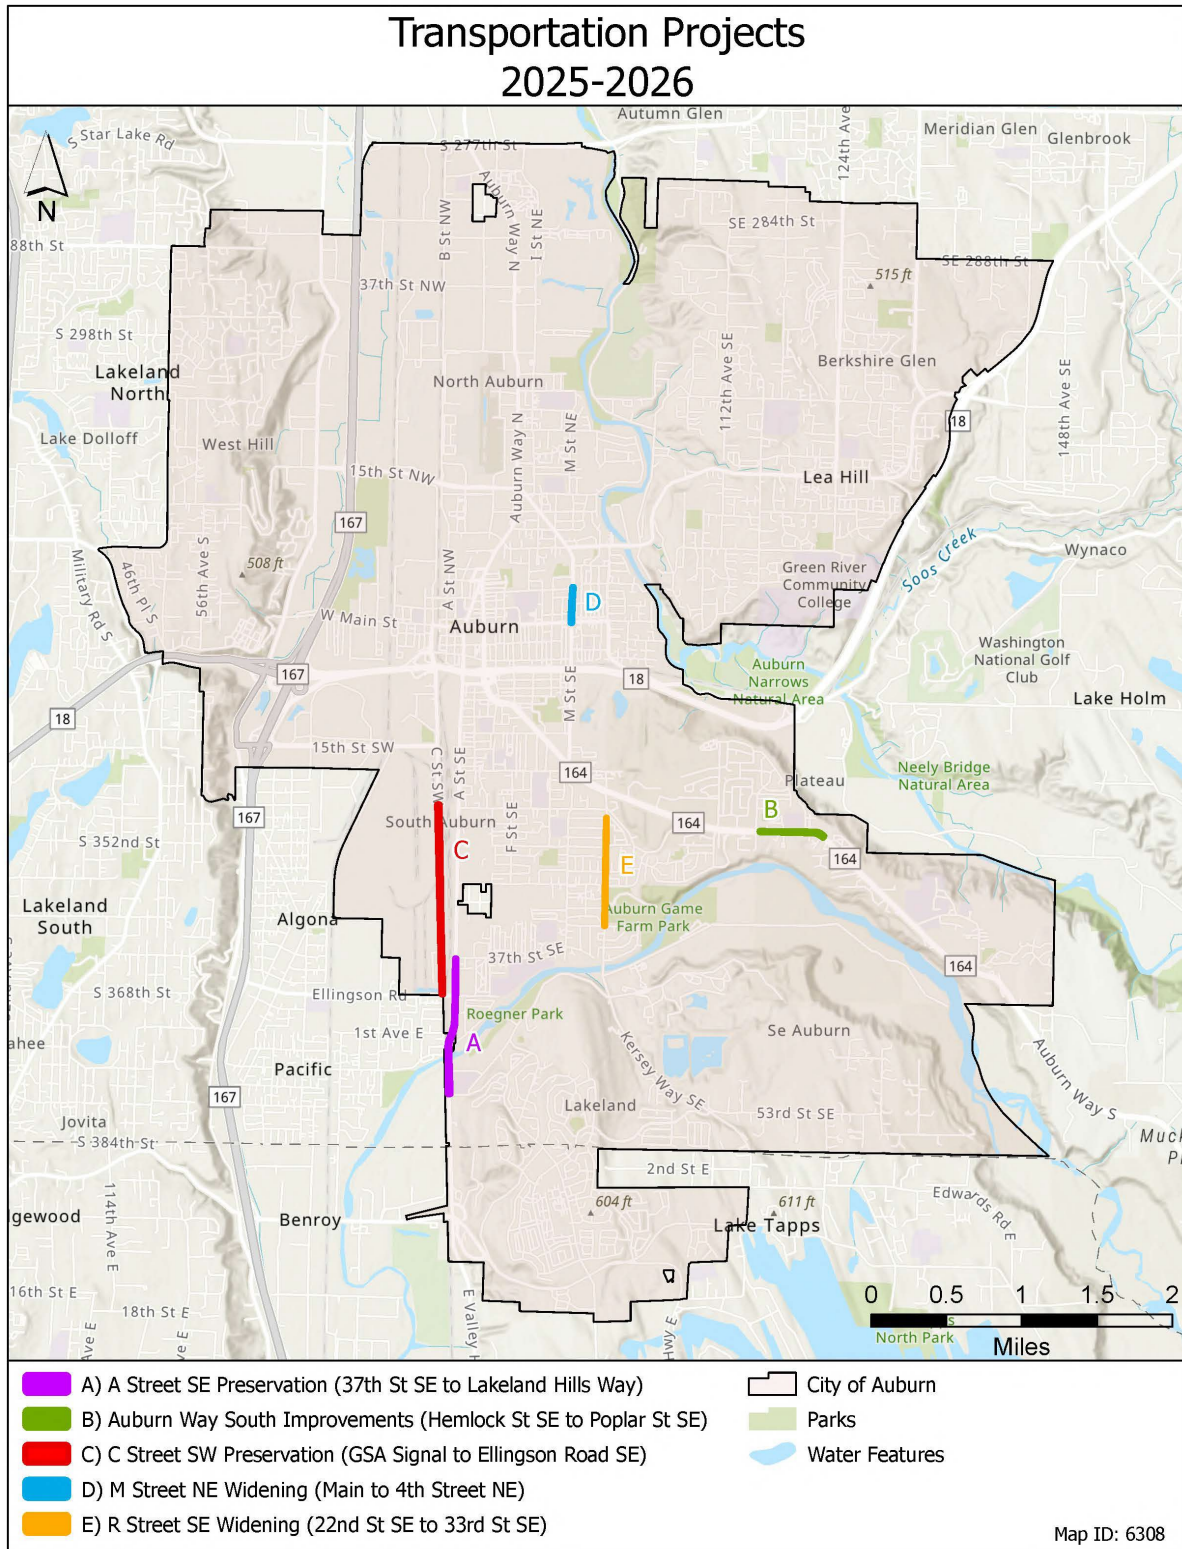 Transportation Projects
2025-2026
Autumn Glen
S Star Lake Rd
124th Ave
Meridian Glen
Glenbrook
S 277th St
N
Auburn Way N
B St NW
I St NE
SE 284th St
88th St
SE 288th St
515 ft
37th St NW
S 298th St
Lakeland
North
North Auburn
112th Ave SE
Berkshire Glen
148th Ave SE
18
Lake Dolloff
West Hill
M St NE
Auburn Way N
15th St NW
Lea Hill
167
Soos Creek
Wynaco
508 ft
Military Rd S
46th Pl S
56th Ave S
A St NW
Green River
Community
College
D
W Main St
Auburn
Washington
National Golf
Club
Auburn
Narrows
Natural Area
167
18
M St SE
Lake Holm
18
15th St SW
C St SW
A St SE
164
Plateau
Neely Bridge
Natural Area
167
B
South Auburn
F St SE
164
S 352nd St
C
E
164
Lakeland
South
Algona
Auburn Game
Farm Park
37th St SE
164
S 368th St
Ellingson Rd
Roegner Park
1st Ave E
Se Auburn
ahee
A
Kersey Way SE
Auburn Way S
Pacific
167
Lakeland
53rd St SE
Jovita
S 384th St
Muck
P
2nd St E
114th Ave E
604 ft
611 ft
Edwards Rd E
dgewood
Benroy
Lake Tapps
16th St E
18th St E
E Valley H
Hwy E
Ave E
ve E
0 0.5 1 1.5 2
Miles
s
North Park
A) A Street SE Preservation (37th St SE to Lakeland Hills Way)
City of Auburn
B) Auburn Way South Improvements (Hemlock St SE to Poplar St SE)
Parks
C) C Street SW Preservation (GSA Signal to Ellingson Road SE)
Water Features
D) M Street NE Widening (Main to 4th Street NE)
E) R Street SE Widening (22nd St SE to 33rd St SE)
Map ID: 6308